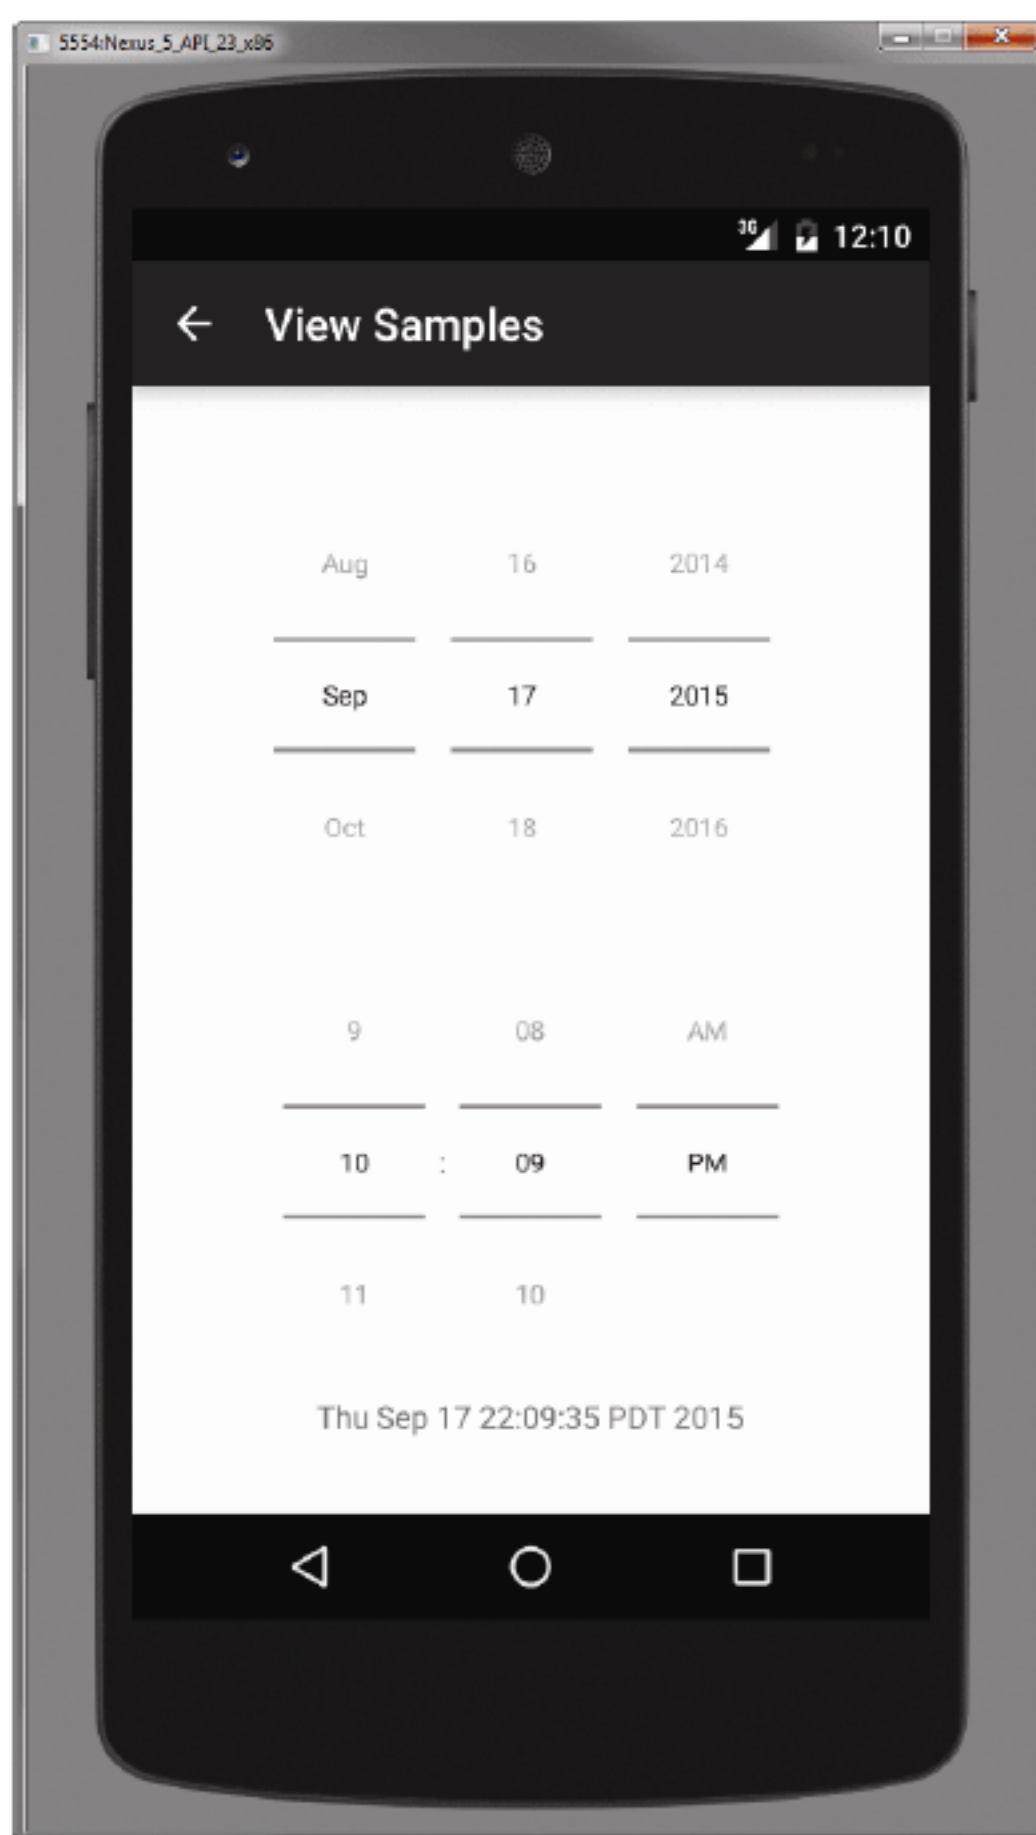 5554:Nexus_5_API_23_x86
3G 12:10
View Samples
Aug 16 2014
Sep 17 2015
Oct 18 2016
9 08 AM
10 : 09 PM
11 10
Thu Sep 17 22:09:35 PDT 2015